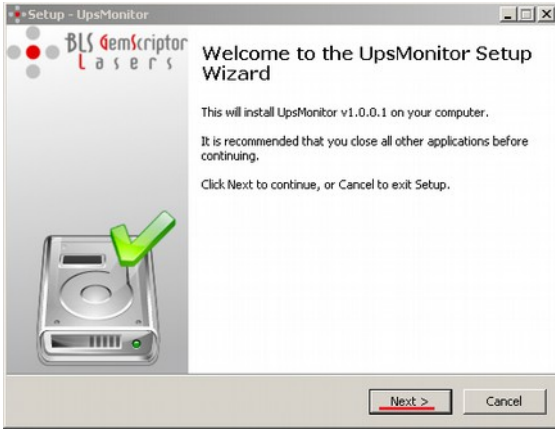 Setup - UpsMonitor
BLS GemScriptor
Lasers
Welcome to the UpsMonitor Setup
Wizard
This will install UpsMonitor v1.0.0.1 on your computer.
It is recommended that you close all other applications before
continuing.
Click Next to continue, or Cancel to exit Setup.
Next >
Cancel